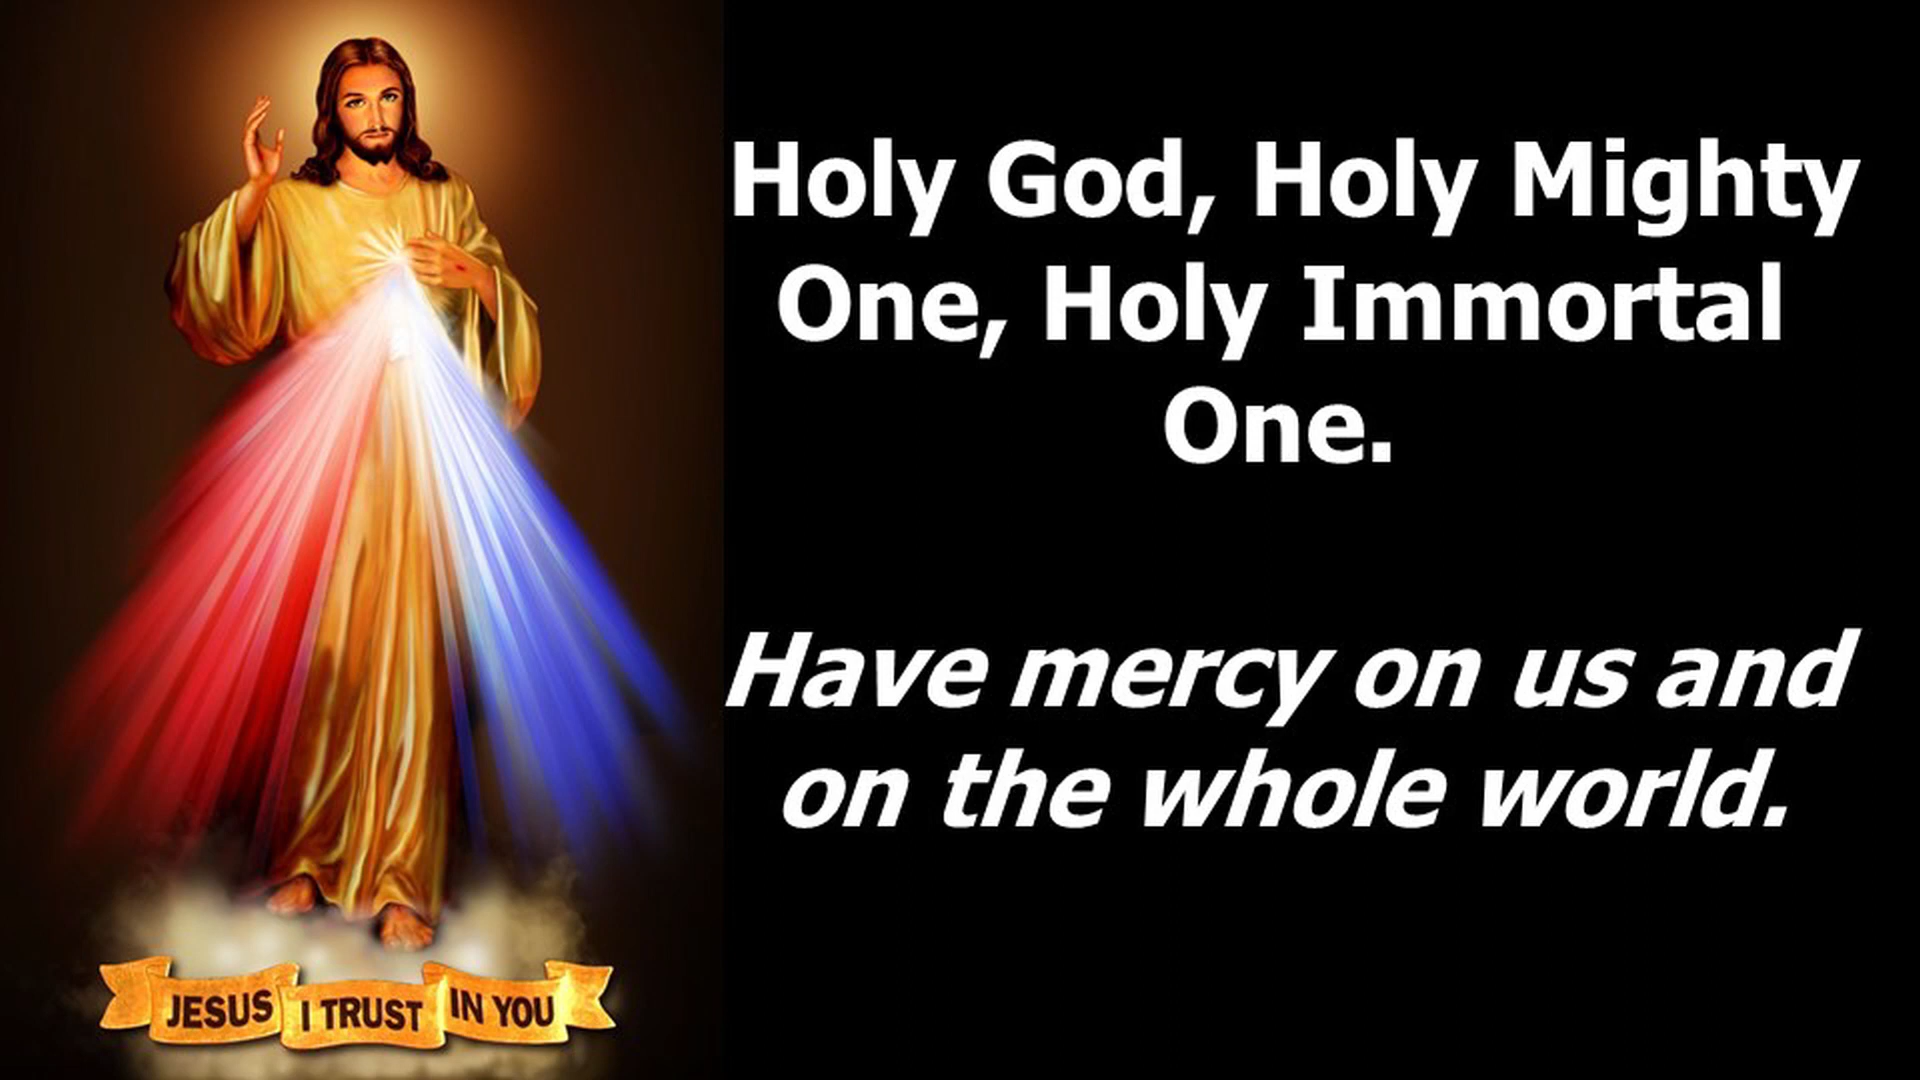 Holy God, Holy Mighty
One, Holy Immortal
One.
Have mercy on us and
on the whole world.
JESUS I TRUST IN YOU